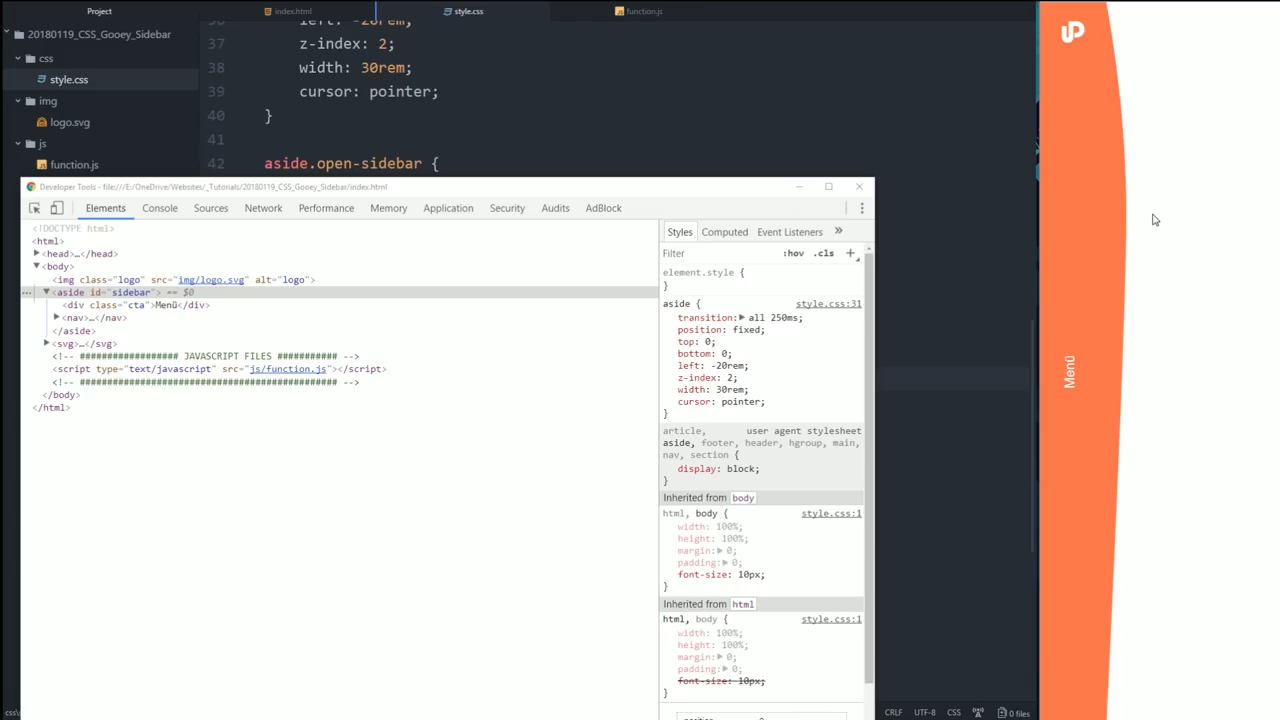 Project
index.html
style.css
function.js
20180119_CSS_Gooey_Sidebar
css
style.css
img
logo.svg
js
function.js
36 left: -20rem;
37 z-index: 2;
38 width: 30rem;
39 cursor: pointer;
40 }
41
42 aside.open-sidebar {
Developer Tools - file:///E:/OneDrive/Websites/_Tutorials/20180119_CSS_Gooey_Sidebar/index.html
Elements Console Sources Network Performance Memory Application Security Audits AdBlock
<!DOCTYPE html>
<html>
<head>…</head>
<body>
<img class="logo" src="img/logo.svg" alt="logo">
<aside id="sidebar"> == $0
<div class="cta">Menü</div>
<nav>…</nav>
</aside>
<svg>…</svg>
<!-- ################## JAVASCRIPT FILES ########### -->
<script type="text/javascript" src="js/function.js"></script>
<!-- ############################################ -->
</body>
</html>
Styles Computed Event Listeners »
Filter :hov .cls +
element.style {
}
aside { style.css:31
transition: all 250ms;
position: fixed;
top: 0;
bottom: 0;
left: -20rem;
z-index: 2;
width: 30rem;
cursor: pointer;
}
article, user agent stylesheet
aside, footer, header, hgroup, main,
nav, section {
display: block;
}
Inherited from body
html, body { style.css:1
width: 100%;
height: 100%;
margin: 0;
padding: 0;
font-size: 10px;
}
Inherited from html
html, body { style.css:1
width: 100%;
height: 100%;
margin: 0;
padding: 0;
font-size: 10px;
}
Menü
CRLF UTF-8 CSS 0 files